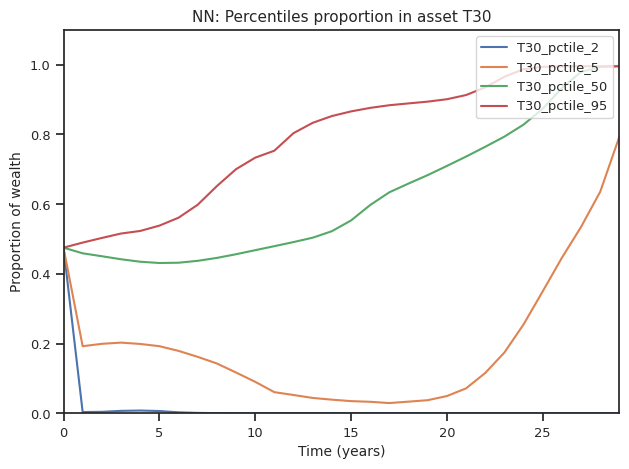 NN: Percentiles proportion in asset T30
T30_pctile_2
T30_pctile_5
T30_pctile_50
T30_pctile_95
1.0
0.8
0.6
0.4
0.2
0.0
Proportion of wealth
0 5 10 15 20 25
Time (years)